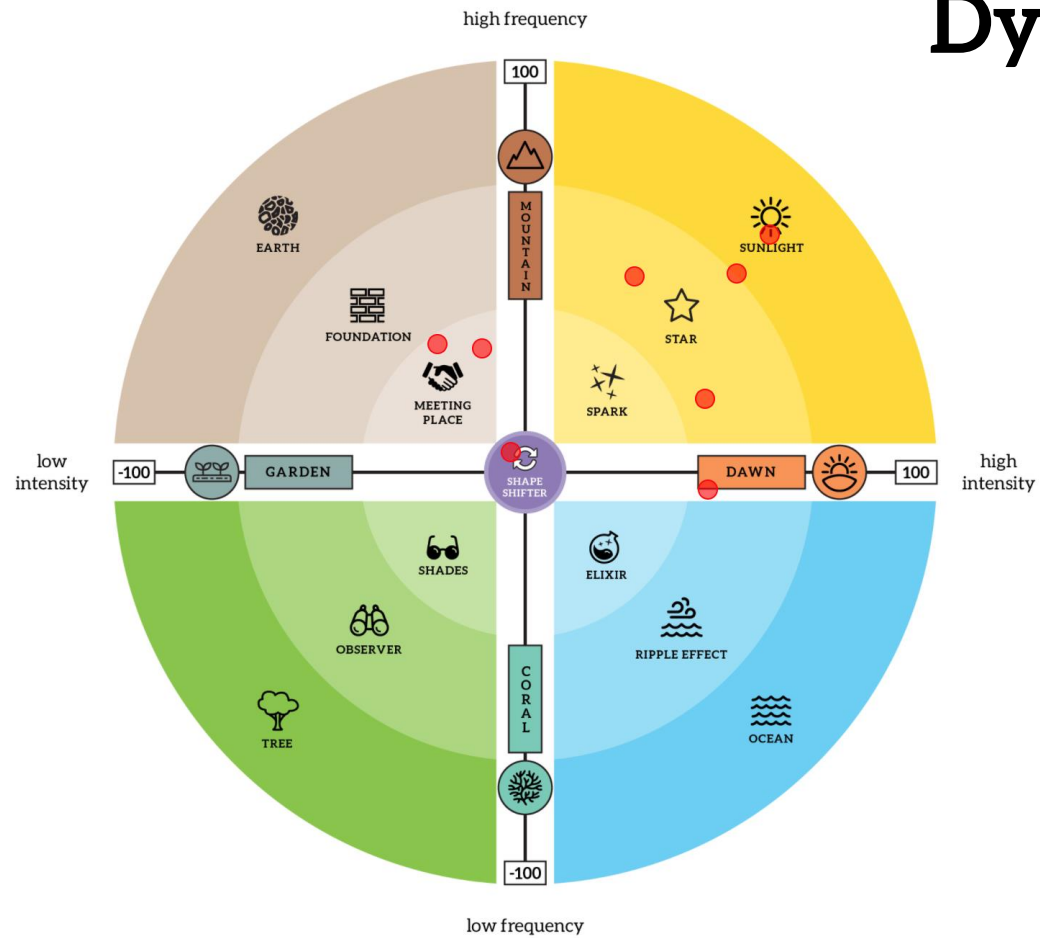 Dy
high frequency
100
MOUNTAIN
EARTH
SUNLIGHT
FOUNDATION
STAR
MEETING
PLACE
SPARK
low
intensity
-100
GARDEN
SHAPE
SHIFTER
DAWN
100
high
intensity
SHADES
ELIXIR
OBSERVER
RIPPLE EFFECT
CORAL
TREE
OCEAN
-100
low frequency